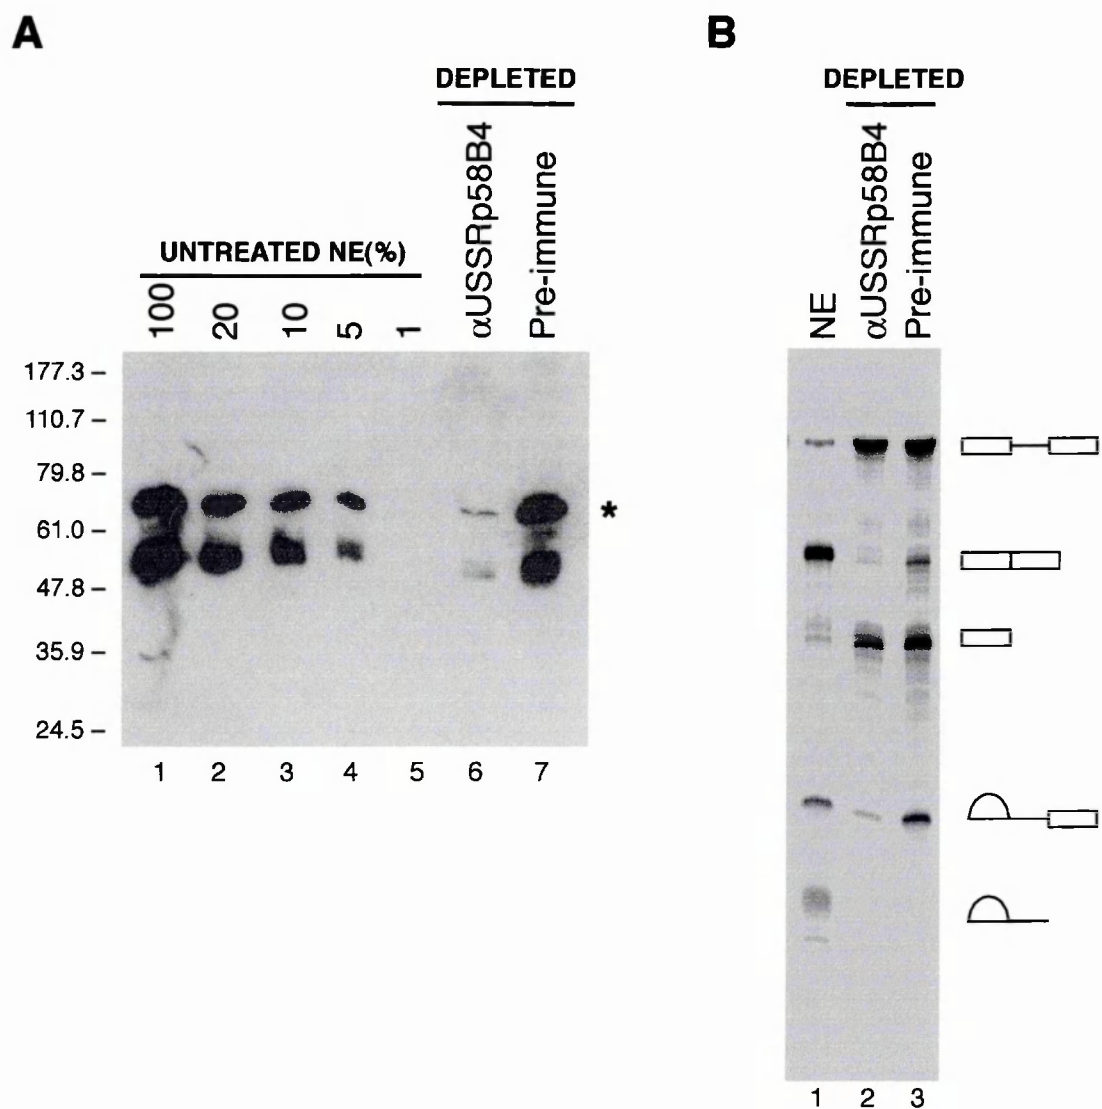 A
DEPLETED
UNTREATED NE(%)
100 20 10 5 1 αUSSRp58B4 Pre-immune
177.3 –
110.7 –
79.8 –
61.0 –
*
47.8 –
35.9 –
24.5 –
1 2 3 4 5 6 7
B
DEPLETED
NE αUSSRp58B4 Pre-immune
1 2 3